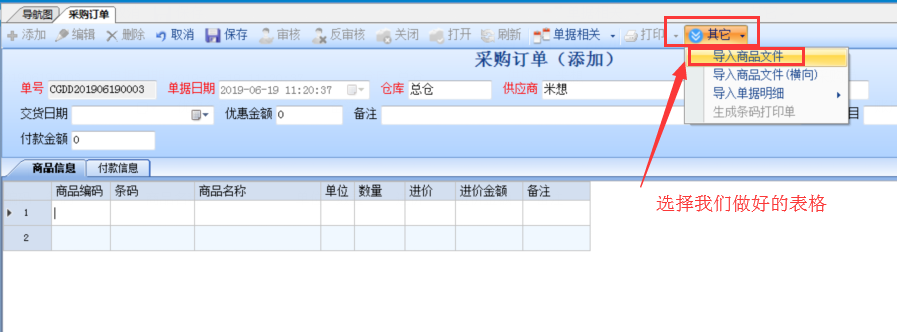 导航图 采购订单
添加 编辑 删除 取消 保存 审核 反审核 关闭 打开 刷新 单据相关 打印 其它
采购订单（添加）
导入商品文件
导入商品文件(横向)
导入单据明细
生成条码打印单
单号 CGDD201906190003 单据日期 2019-06-19 11:20:37 仓库 总仓 供应商 米想
交货日期 优惠金额 0 备注 目
付款金额 0
商品信息 付款信息
商品编码 条码 商品名称 单位 数量 进价 进价金额 备注
1
2
选择我们做好的表格